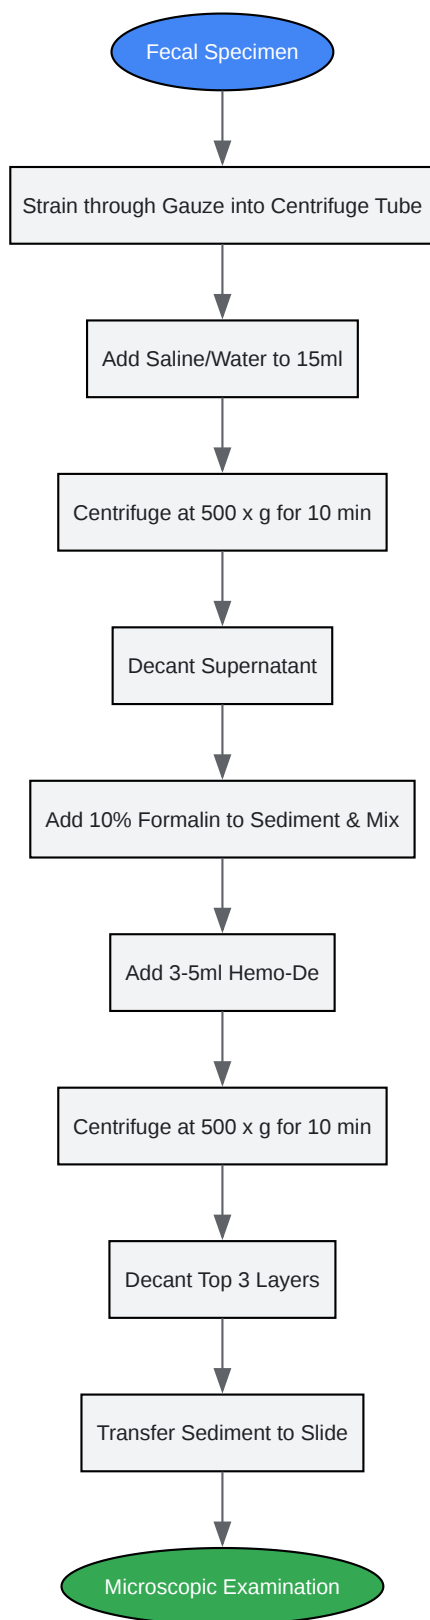 Fecal Specimen
Strain through Gauze into Centrifuge Tube
Add Saline/Water to 15ml
Centrifuge at 500 x g for 10 min
Decant Supernatant
Add 10% Formalin to Sediment & Mix
Add 3-5ml Hemo-De
Centrifuge at 500 x g for 10 min
Decant Top 3 Layers
Transfer Sediment to Slide
Microscopic Examination